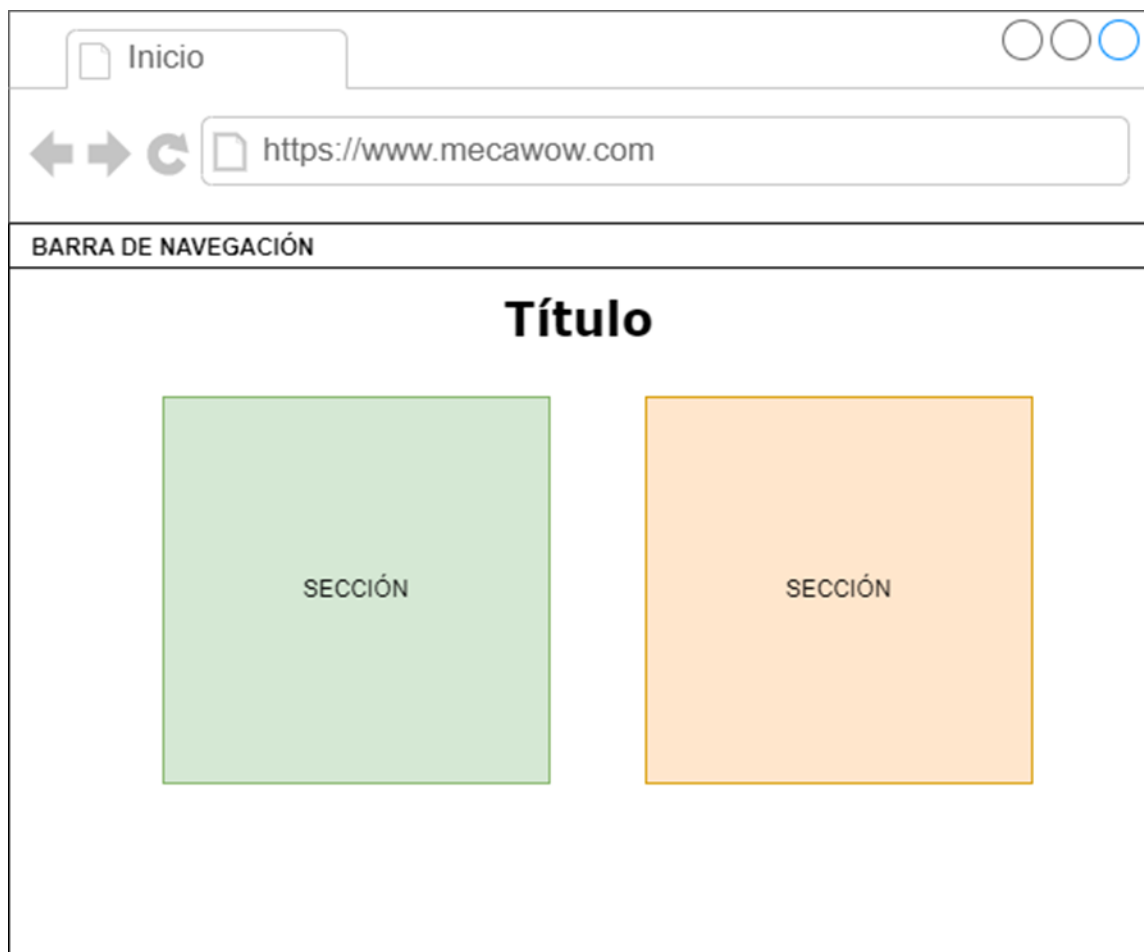 Inicio
https://www.mecawow.com
BARRA DE NAVEGACIÓN
Título
SECCIÓN
SECCIÓN